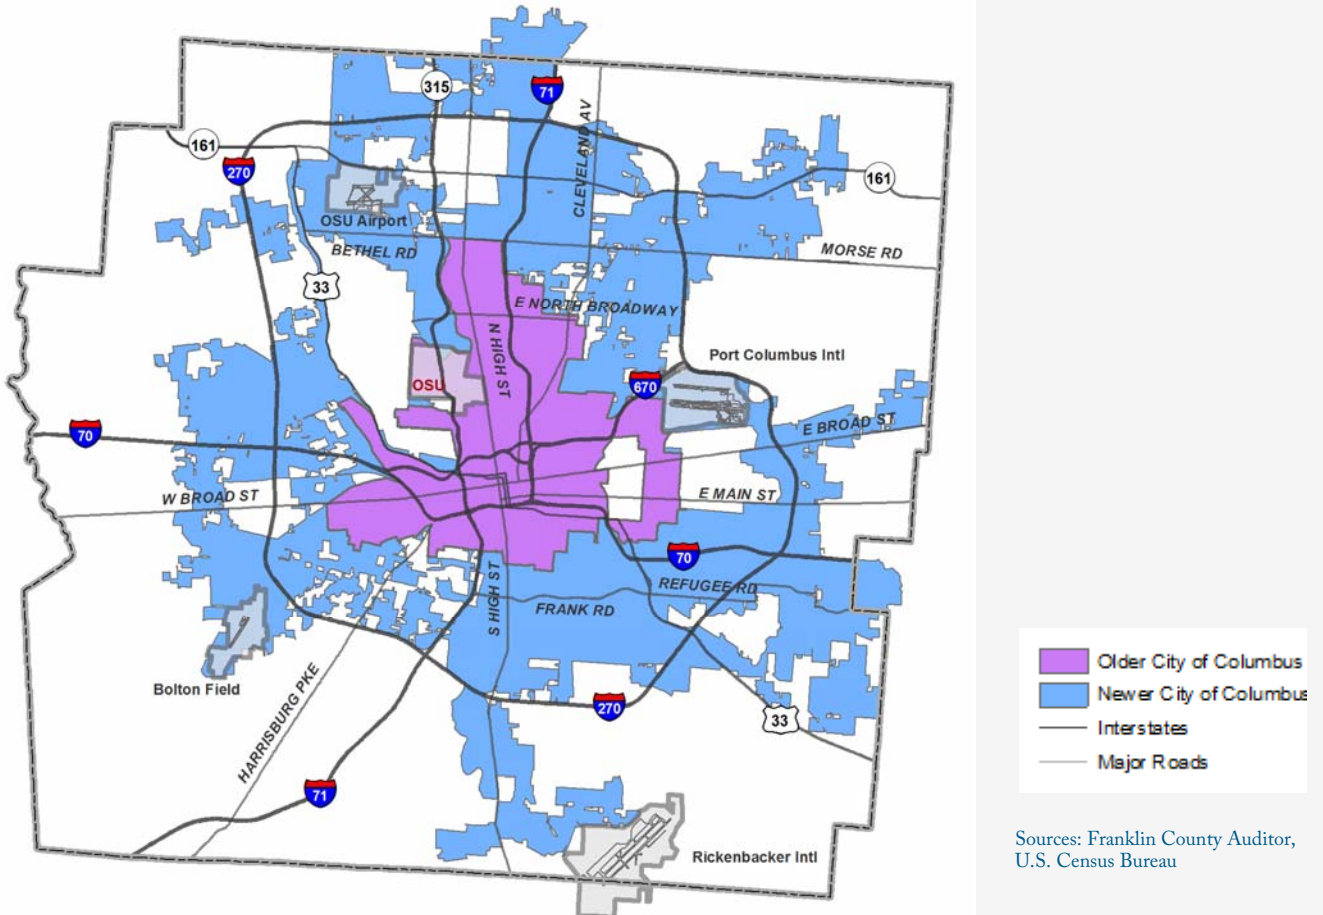 315
71
CLEVELAND AV
161
270
161
OSU Airport
BETHEL RD
MORSE RD
33
E NORTH BROADWAY
N HIGH ST
Port Columbus Intl
OSU
670
70
E BROAD ST
W BROAD ST
E MAIN ST
70
REFUGEE RD
FRANK RD
S HIGH ST
Bolton Field
HARRISBURG PKE
270
33
71
Rickenbacker Intl
Older City of Columbus
Newer City of Columbus
Interstates
Major Roads
Sources: Franklin County Auditor,
U.S. Census Bureau